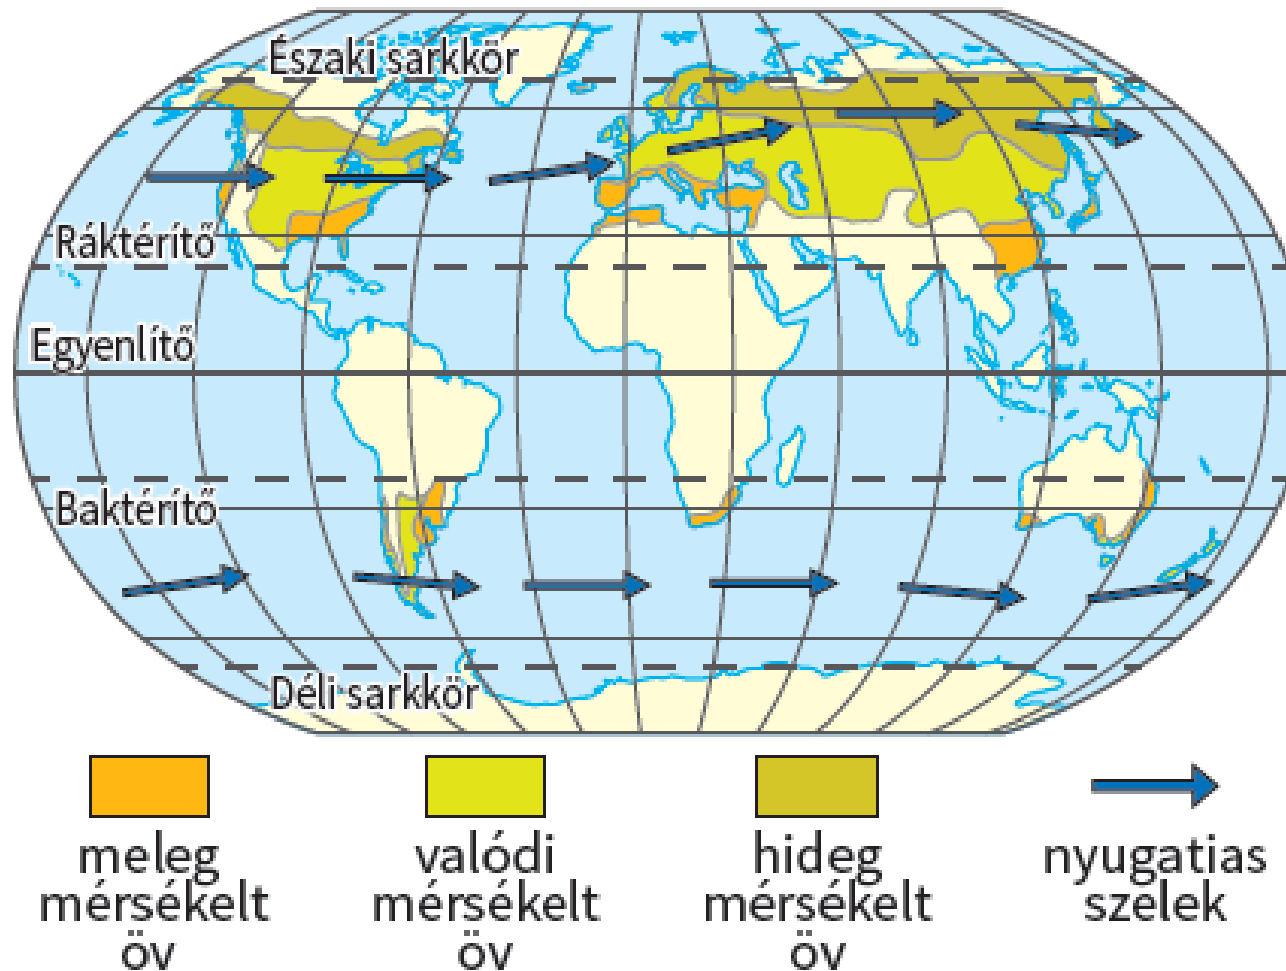 Északi sarkkör
Ráktérítő
Egyenlítő
Baktérítő
Déli sarkkör
meleg
mérsékelt
öv
valódi
mérsékelt
öv
hideg
mérsékelt
öv
nyugatias
szelek